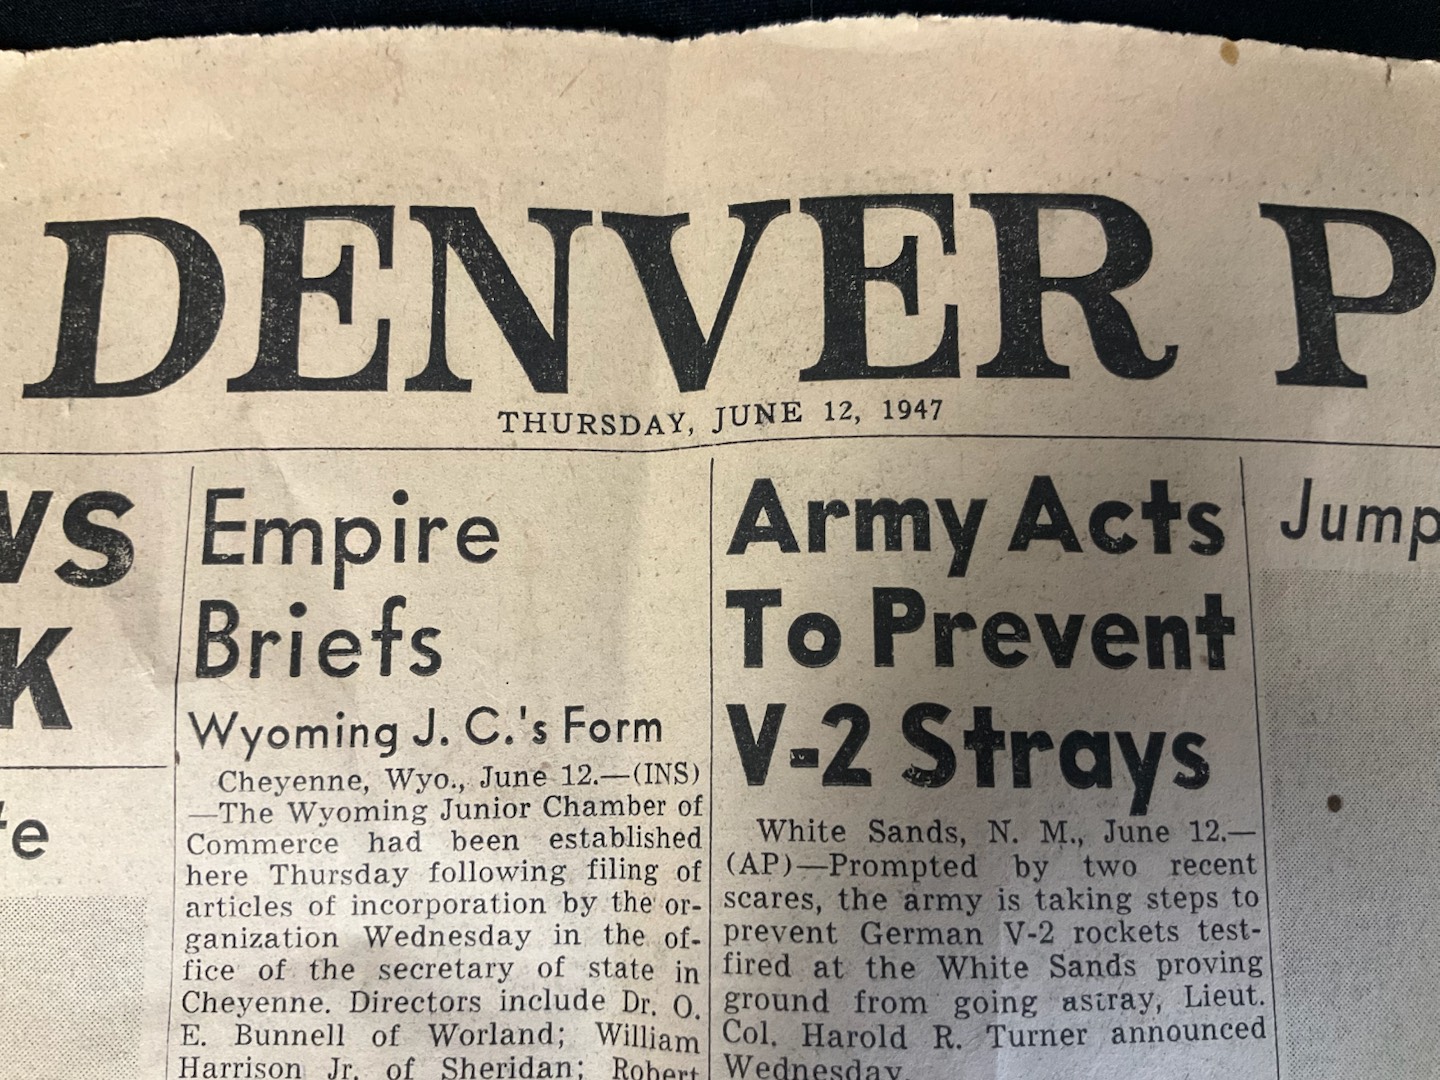 DENVER P
THURSDAY, JUNE 12, 1947
WS
K
te
Empire
Briefs
Wyoming J. C.'s Form
Cheyenne, Wyo., June 12.—(INS)
—The Wyoming Junior Chamber of
Commerce had been established
here Thursday following filing of
articles of incorporation by the or-
ganization Wednesday in the of-
fice of the secretary of state in
Cheyenne. Directors include Dr. O.
E. Bunnell of Worland; William
Harrison Jr. of Sheridan; Robert
Army Acts
To Prevent
V-2 Strays
White Sands, N. M., June 12.—
(AP)—Prompted by two recent
scares, the army is taking steps to
prevent German V-2 rockets test-
fired at the White Sands proving
ground from going astray, Lieut.
Col. Harold R. Turner announced
Wednesday.
Jump